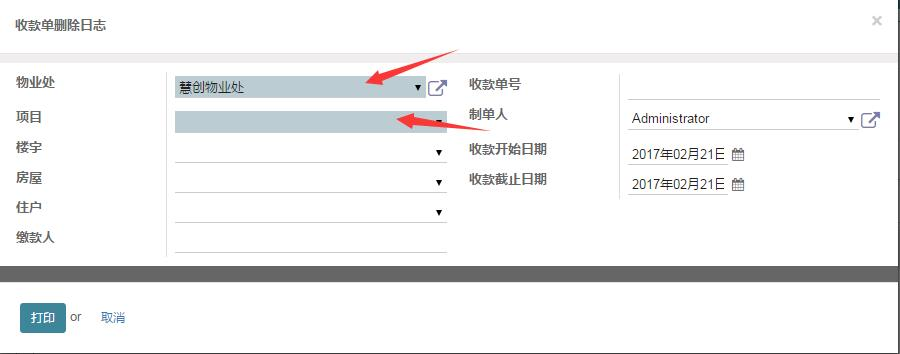 收款单删除日志 ×
物业处 慧创物业处
项目
楼宇
房屋
住户
缴款人
收款单号
制单人 Administrator
收款开始日期 2017年02月21日
收款截止日期 2017年02月21日
打印 or 取消